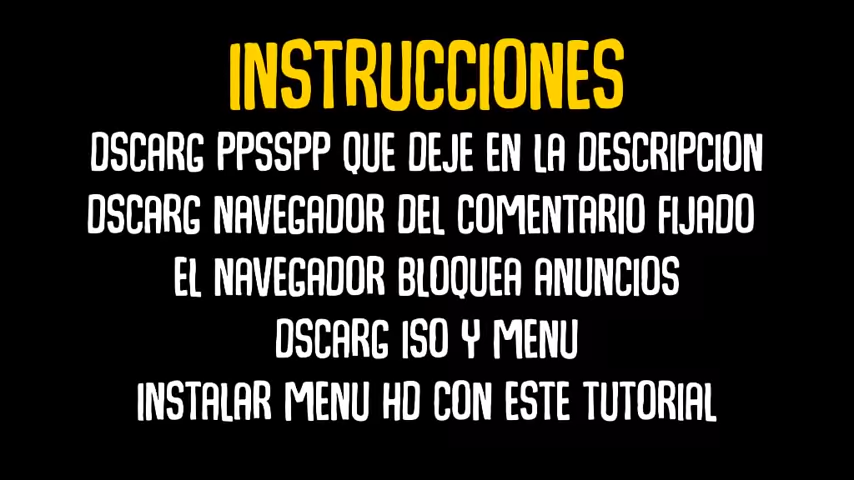 INSTRUCCIONES
DSCARG PPSSPP QUE DEJE EN LA DESCRIPCION
DSCARG NAVEGADOR DEL COMENTARIO FIJADO
EL NAVEGADOR BLOQUEA ANUNCIOS
DSCARG ISO Y MENU
INSTALAR MENU HD CON ESTE TUTORIAL